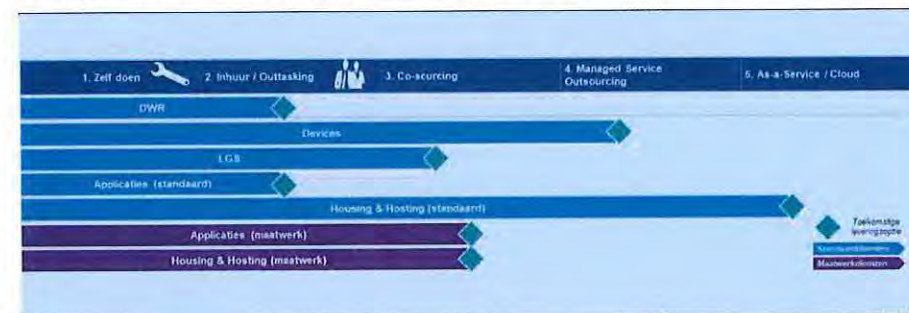 1. Zelf doen
2. Inhuur / Outtasking
3. Co-sourcing
4. Managed Service
Outsourcing
5. As-a-Service / Cloud
DWR
Devices
LGS
Applicaties (standaard)
Housing & Hosting (standaard)
Applicaties (maatwerk)
Housing & Hosting (maatwerk)
Toekomstige
leveringsoptie
Standaarddiensten
Maatwerkdiensten